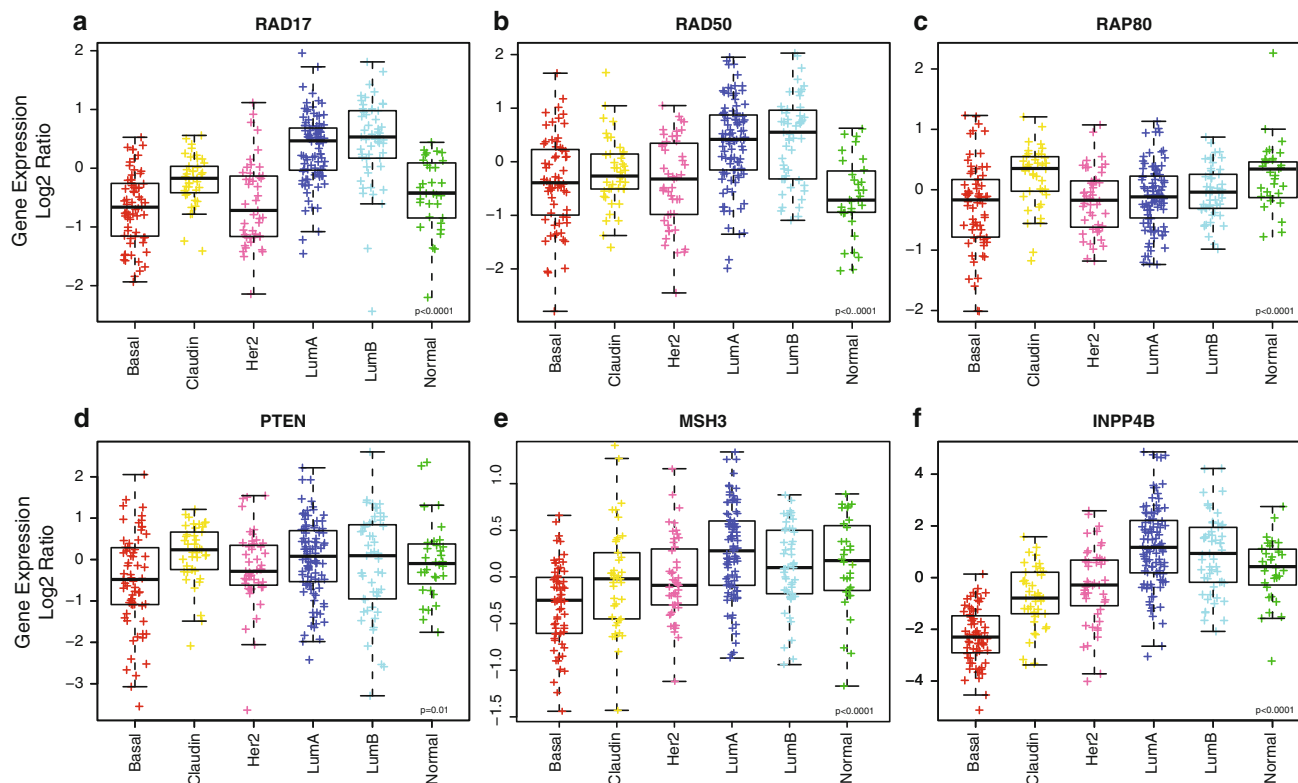 a RAD17
b RAD50
c RAP80
Gene Expression
Log2 Ratio
2
1
0
-1
-2
p<0.0001
Basal
Claudin
Her2
LumA
LumB
Normal
2
1
0
-1
-2
p<0..0001
Basal
Claudin
Her2
LumA
LumB
Normal
2
1
0
-1
-2
p<0.0001
Basal
Claudin
Her2
LumA
LumB
Normal
d PTEN
e MSH3
f INPP4B
Gene Expression
Log2 Ratio
2
1
0
-1
-2
-3
p=0.01
Basal
Claudin
Her2
LumA
LumB
Normal
1.0
0.5
0.0
-0.5
-1.0
-1.5
p<0.0001
Basal
Claudin
Her2
LumA
LumB
Normal
4
2
0
-2
-4
p<0.0001
Basal
Claudin
Her2
LumA
LumB
Normal